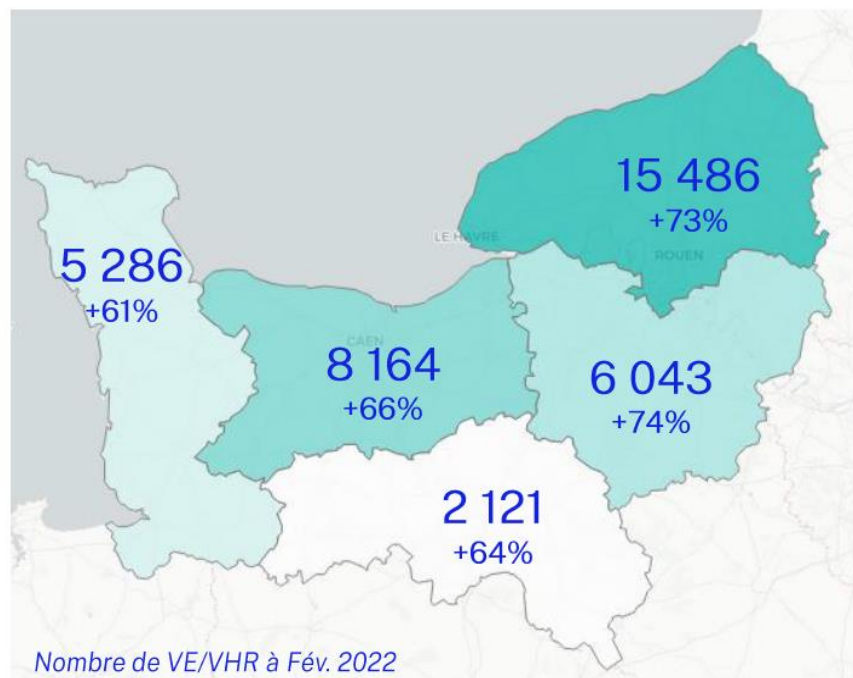 15 486
+73%
LE HAVRE
ROUEN
5 286
+61%
CAEN
8 164
+66%
6 043
+74%
2 121
+64%
Nombre de VE/VHR à Fév. 2022